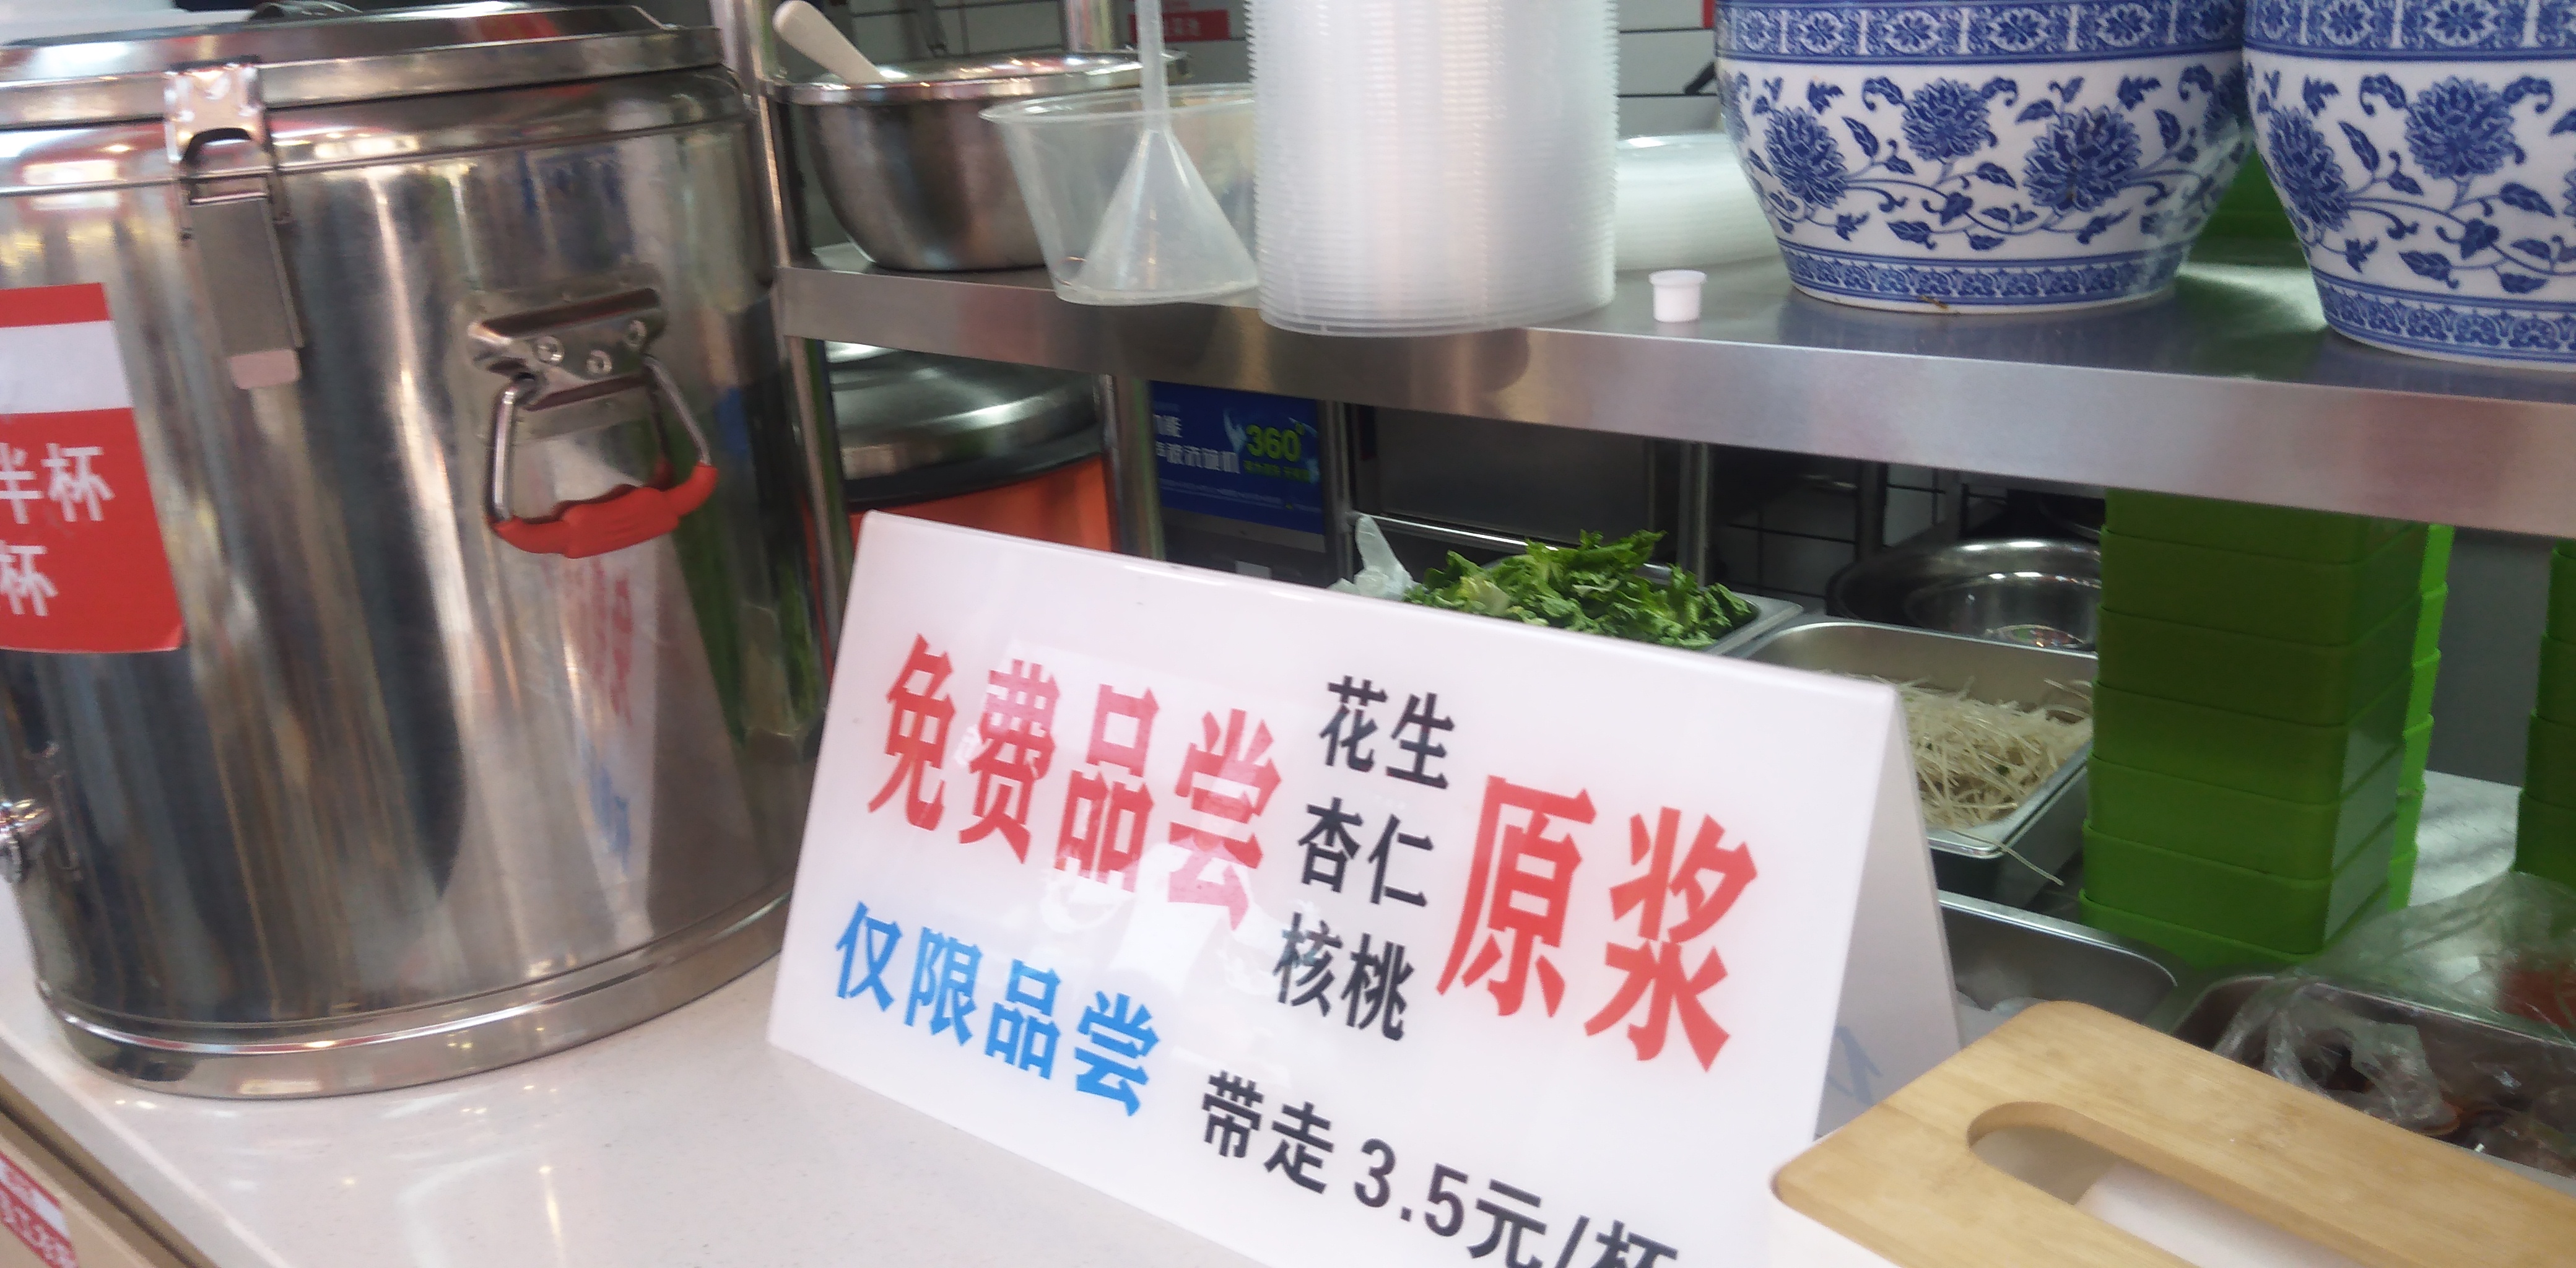 半杯
杯
360°
免费品尝
花生
杏仁
核桃
原浆
仅限品尝
带走 3.5元/杯